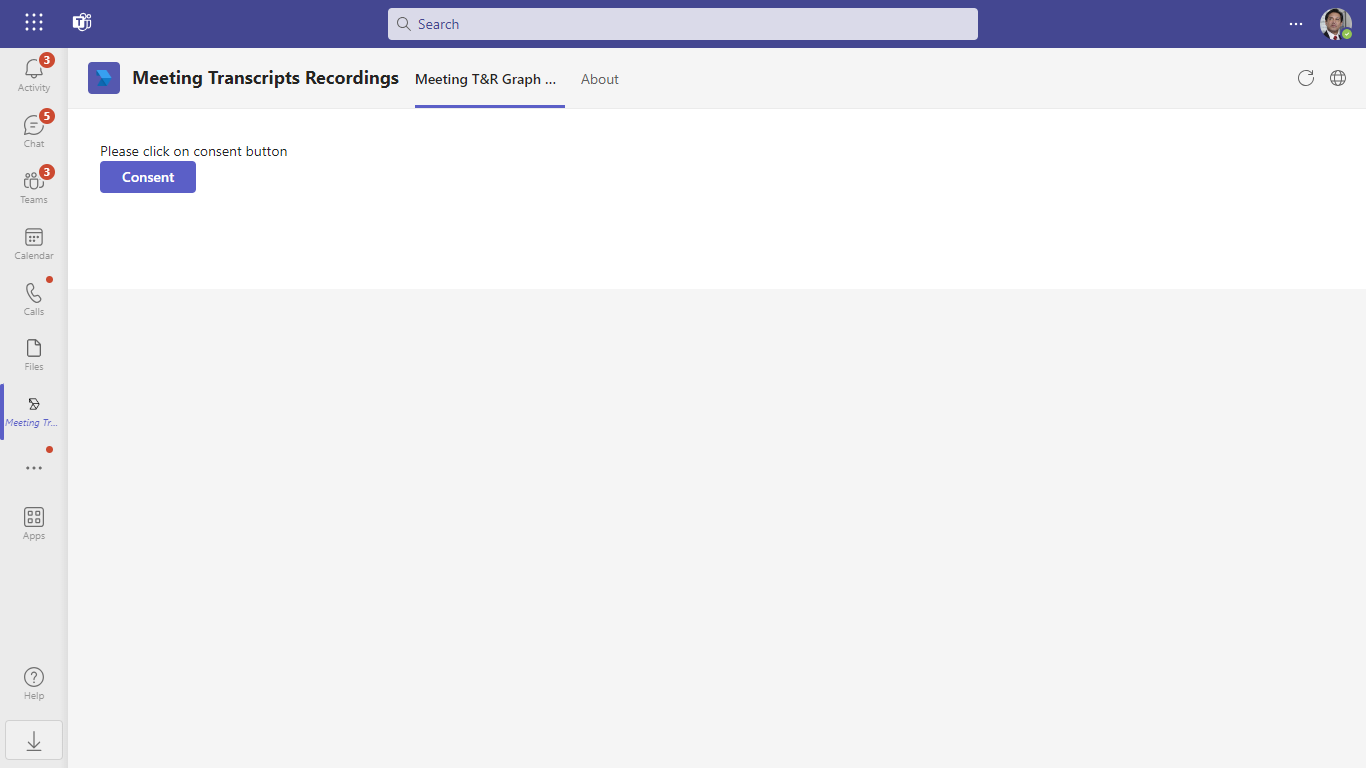 Search
3
Activity
5
Chat
3
Teams
Calendar
Calls
Files
Meeting Tr...
Apps
Help
Meeting Transcripts Recordings
Meeting T&R Graph ...
About
Please click on consent button
Consent